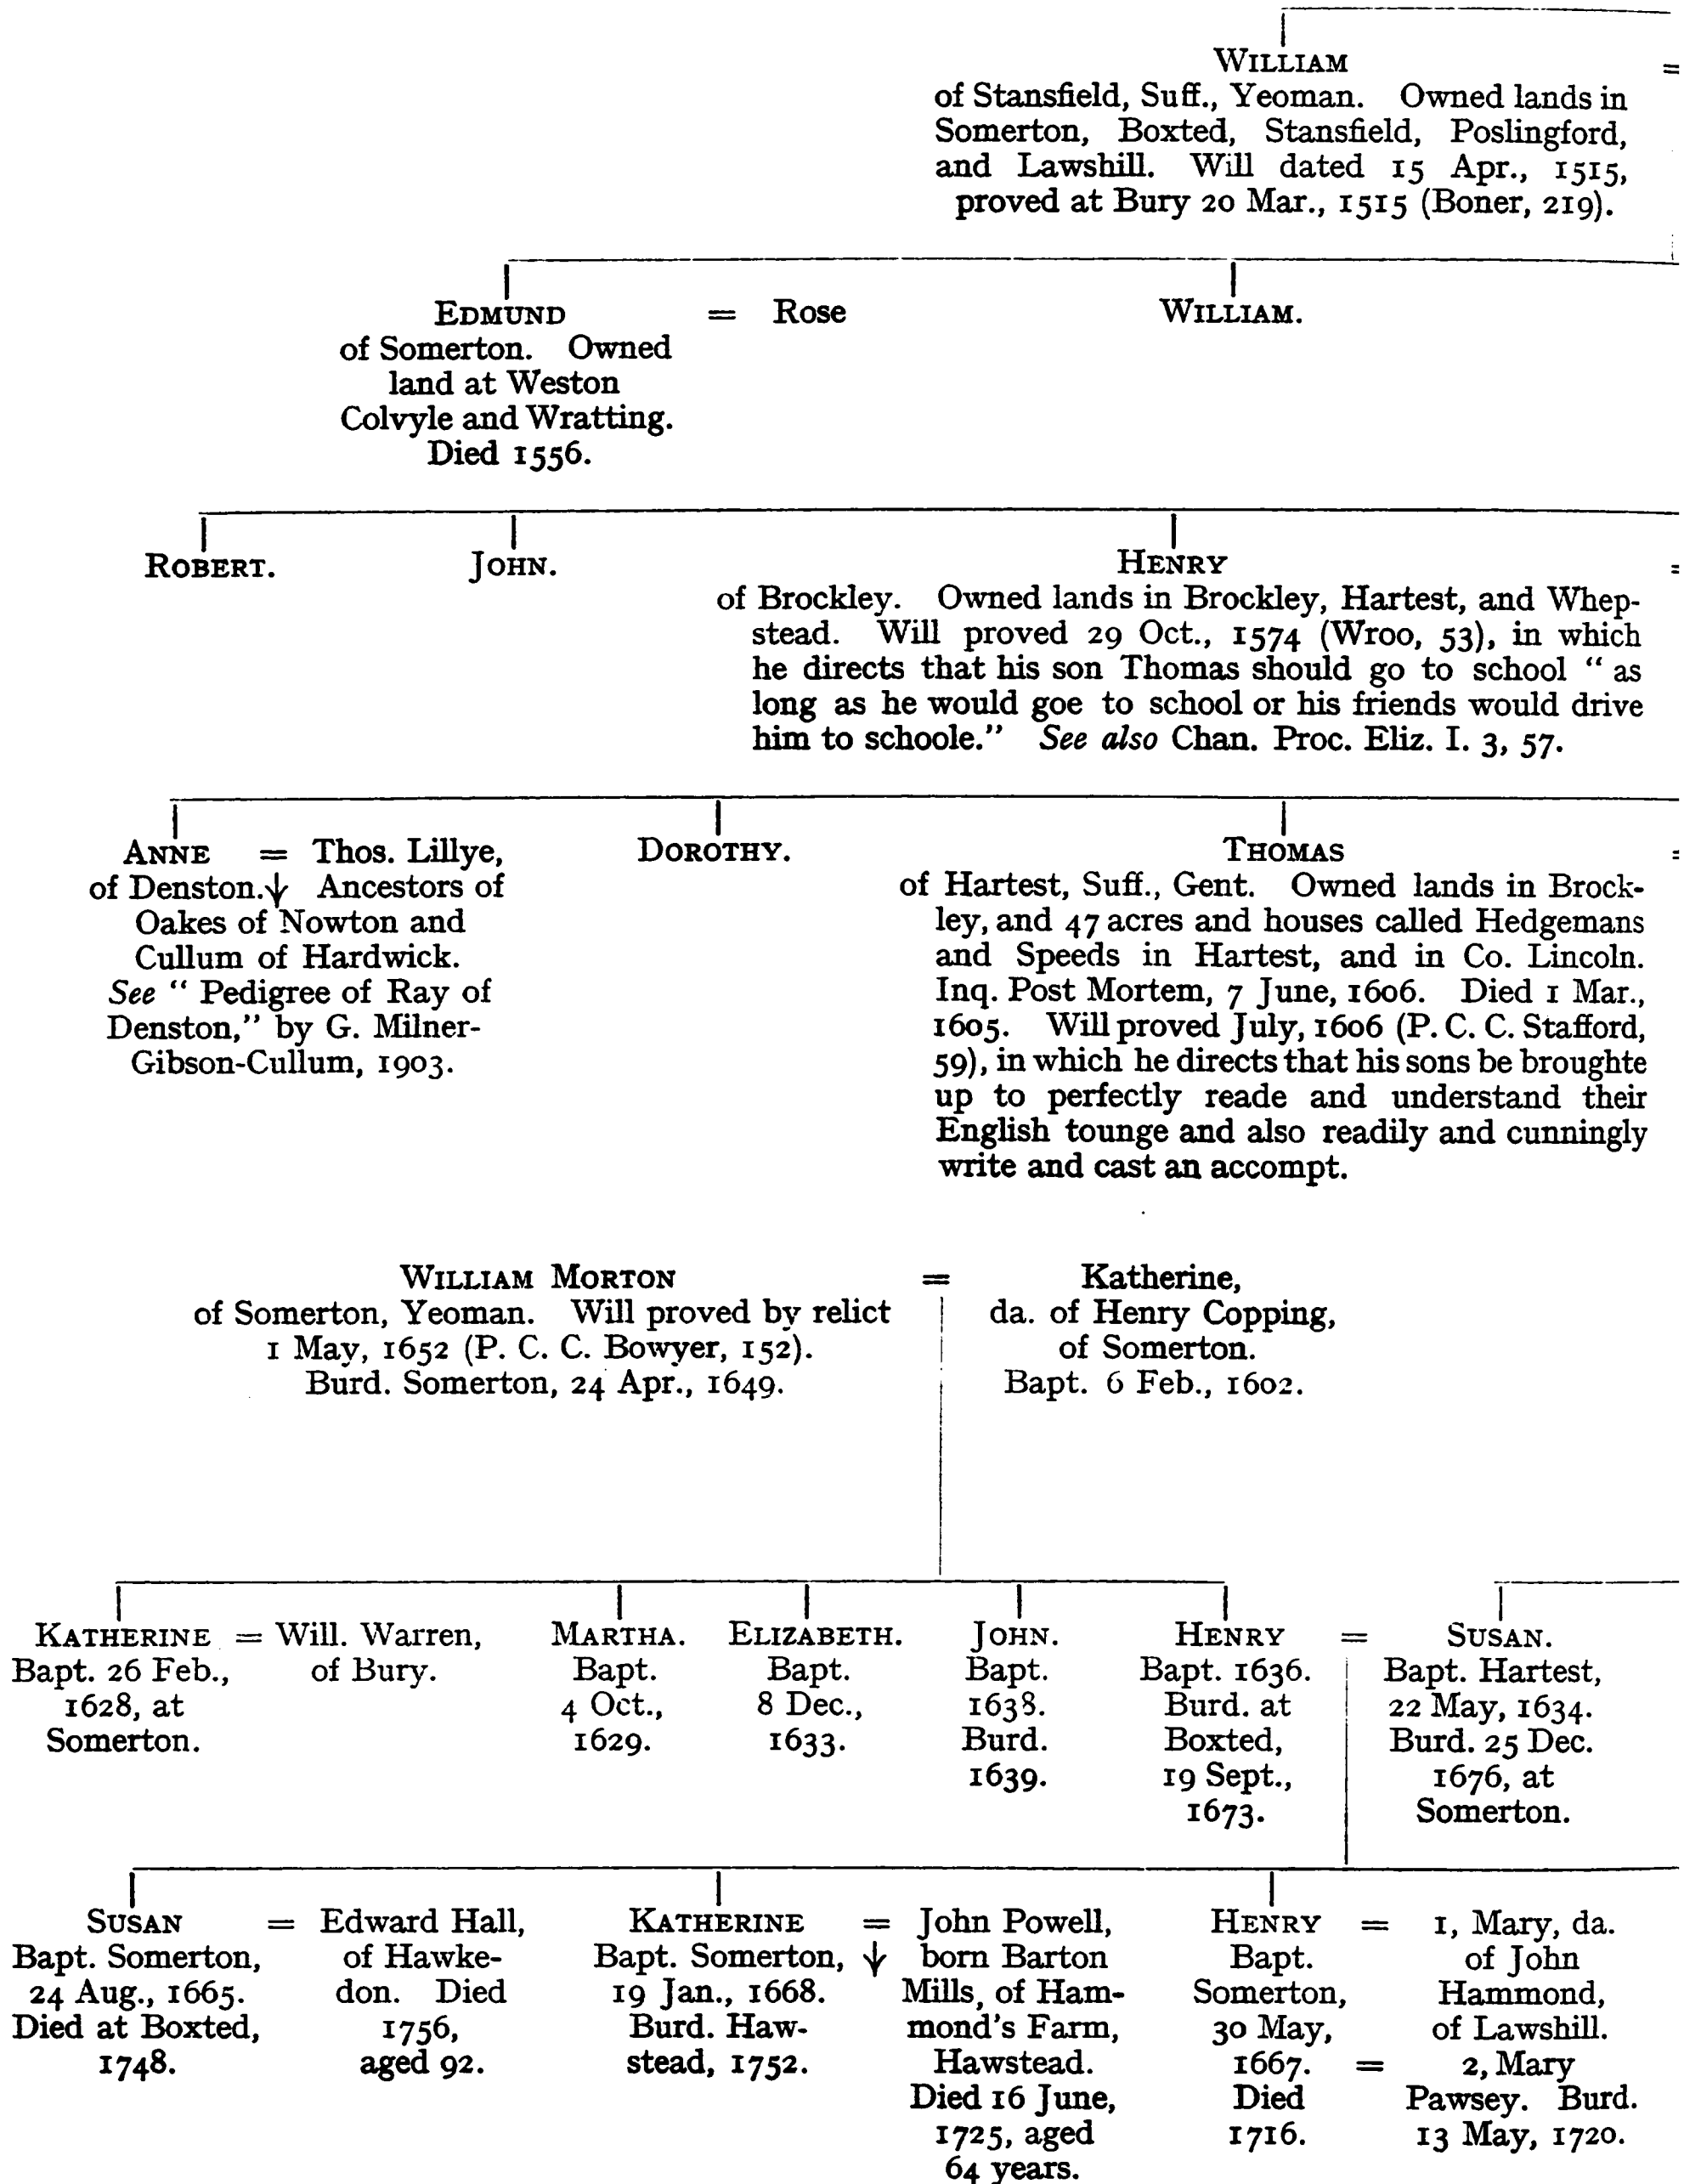 WILLIAM =
of Stansfield, Suff., Yeoman. Owned lands in
Somerton, Boxted, Stansfield, Poslingford,
and Lawshill. Will dated 15 Apr., 1515,
proved at Bury 20 Mar., 1515 (Boner, 219).
EDMUND = Rose
of Somerton. Owned
land at Weston
Colvyle and Wratting.
Died 1556.
WILLIAM.
ROBERT.
JOHN.
HENRY =
of Brockley. Owned lands in Brockley, Hartest, and Whep-
stead. Will proved 29 Oct., 1574 (Wroo, 53), in which
he directs that his son Thomas should go to school " as
long as he would goe to school or his friends would drive
him to schoole." See also Chan. Proc. Eliz. I. 3, 57.
ANNE = Thos. Lillye,
of Denston. Ancestors of
Oakes of Nowton and
Cullum of Hardwick.
See " Pedigree of Ray of
Denston," by G. Milner-
Gibson-Cullum, 1903.
DOROTHY.
THOMAS =
of Hartest, Suff., Gent. Owned lands in Brock-
ley, and 47 acres and houses called Hedgemans
and Speeds in Hartest, and in Co. Lincoln.
Inq. Post Mortem, 7 June, 1606. Died 1 Mar.,
1605. Will proved July, 1606 (P. C. C. Stafford,
59), in which he directs that his sons be broughte
up to perfectly reade and understand their
English tounge and also readily and cunningly
write and cast an accompt.
WILLIAM MORTON =
of Somerton, Yeoman. Will proved by relict
1 May, 1652 (P. C. C. Bowyer, 152).
Burd. Somerton, 24 Apr., 1649.
Katherine,
da. of Henry Copping,
of Somerton.
Bapt. 6 Feb., 1602.
KATHERINE =
Bapt. 26 Feb.,
1628, at
Somerton.
Will. Warren,
of Bury.
MARTHA.
Bapt.
4 Oct.,
1629.
ELIZABETH.
Bapt.
8 Dec.,
1633.
JOHN.
Bapt.
1638.
Burd.
1639.
HENRY =
Bapt. 1636.
Burd. at
Boxted,
19 Sept.,
1673.
SUSAN.
Bapt. Hartest,
22 May, 1634.
Burd. 25 Dec.
1676, at
Somerton.
SUSAN =
Bapt. Somerton,
24 Aug., 1665.
Died at Boxted,
1748.
Edward Hall,
of Hawke-
don. Died
1756,
aged 92.
KATHERINE =
Bapt. Somerton,
19 Jan., 1668.
Burd. Haw-
stead, 1752.
John Powell,
born Barton
Mills, of Ham-
mond's Farm,
Hawstead.
Died 16 June,
1725, aged
64 years.
HENRY =
Bapt.
Somerton,
30 May,
1667. =
Died
1716.
1, Mary, da.
of John
Hammond,
of Lawshill.
2, Mary
Pawsey. Burd.
13 May, 1720.